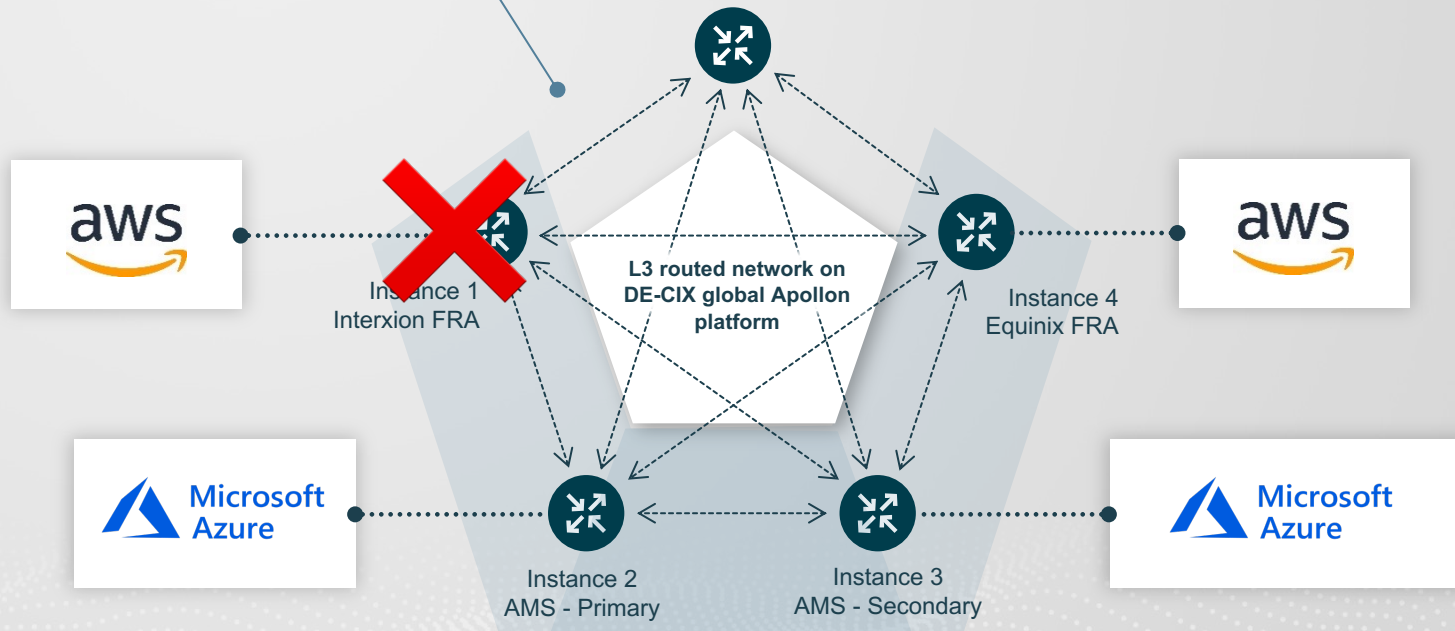 aws
aws
L3 routed network on
DE-CIX global Apollon
platform
Instance 1
Interxion FRA
Instance 4
Equinix FRA
Microsoft
Azure
Microsoft
Azure
Instance 2
AMS - Primary
Instance 3
AMS - Secondary